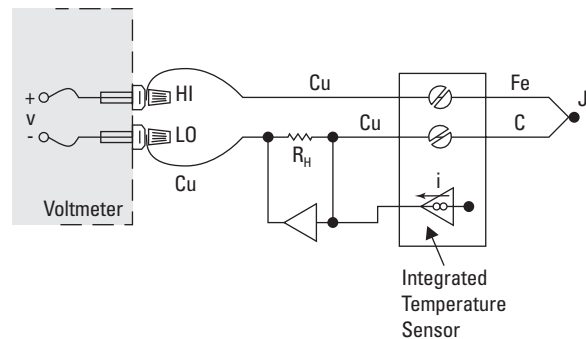 HI
Cu
Fe
J
+
v
-
LO
Cu
C
R_H
Cu
i
Voltmeter
Integrated
Temperature
Sensor